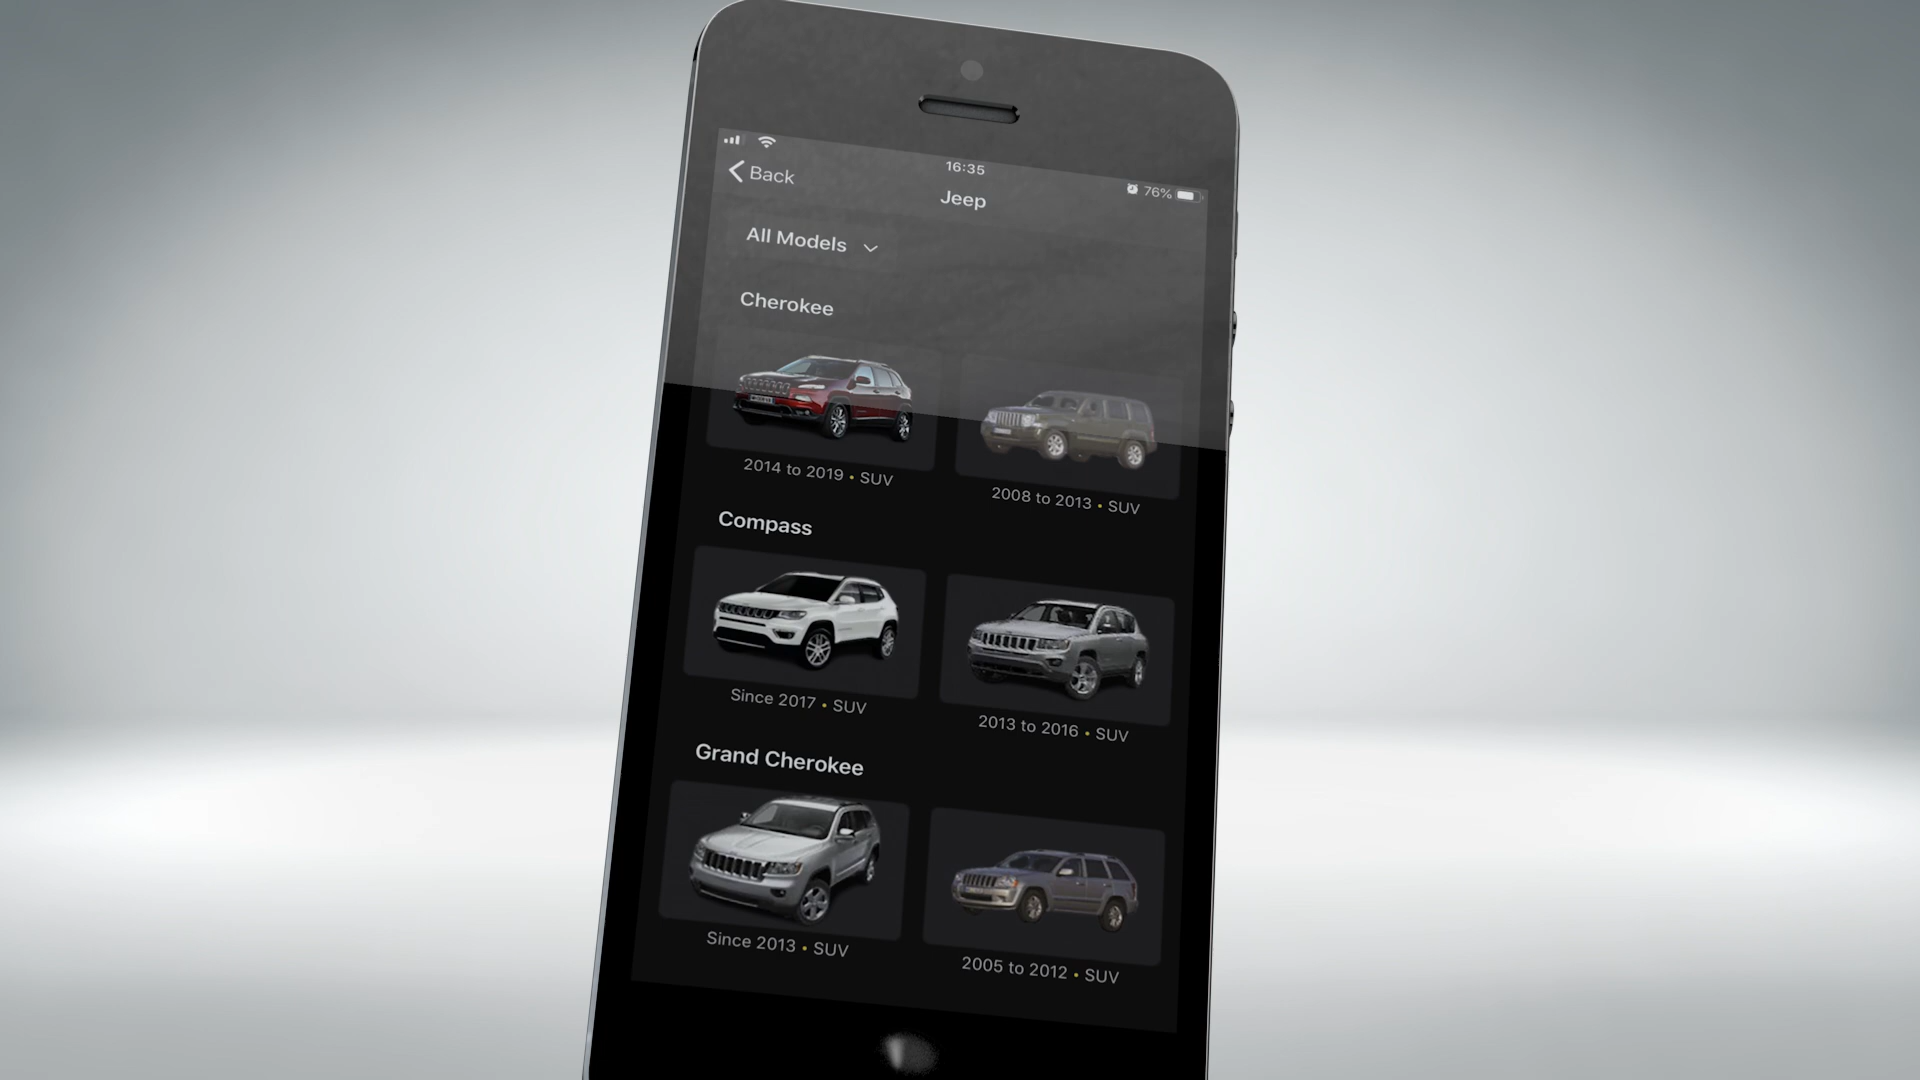 16:35
76%
Back
Jeep
All Models
Cherokee
2014 to 2019 • SUV
2008 to 2013 • SUV
Compass
Since 2017 • SUV
2013 to 2016 • SUV
Grand Cherokee
Since 2013 • SUV
2005 to 2012 • SUV